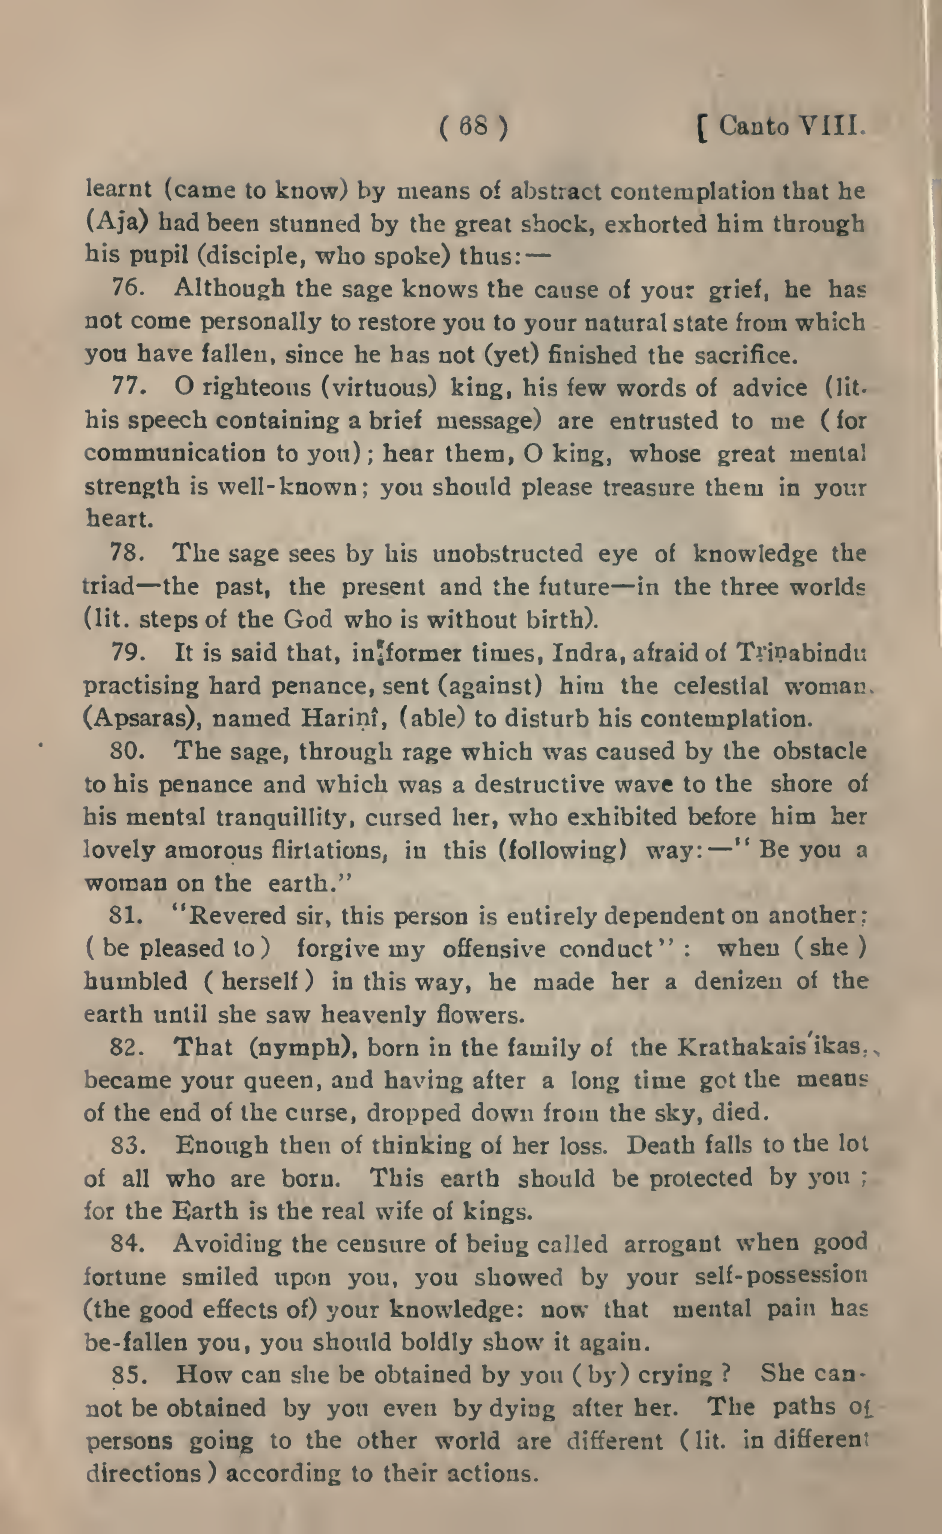 ( 68 ) [ Canto VIII.
learnt (came to know) by means of abstract contemplation that he
(Aja) had been stunned by the great shock, exhorted him through
his pupil (disciple, who spoke) thus:—
76. Although the sage knows the cause of your grief, he has
not come personally to restore you to your natural state from which
you have fallen, since he has not (yet) finished the sacrifice.
77. O righteous (virtuous) king, his few words of advice (lit.
his speech containing a brief message) are entrusted to me ( for
communication to you) ; hear them, O king, whose great mental
strength is well-known ; you should please treasure them in your
heart.
78. The sage sees by his unobstructed eye of knowledge the
triad—the past, the present and the future—in the three worlds
(lit. steps of the God who is without birth).
79. It is said that, in former times, Indra, afraid of Triṇabindu
practising hard penance, sent (against) him the celestial woman.
(Apsaras), named Hariṇî, (able) to disturb his contemplation.
80. The sage, through rage which was caused by the obstacle
to his penance and which was a destructive wave to the shore of
his mental tranquillity, cursed her, who exhibited before him her
lovely amorous flirtations, in this (following) way:—" Be you a
woman on the earth."
81. "Revered sir, this person is entirely dependent on another;
( be pleased to ) forgive my offensive conduct " : when ( she )
humbled ( herself ) in this way, he made her a denizen of the
earth until she saw heavenly flowers.
82. That (nymph), born in the family of the Krathakais'ikas,
became your queen, and having after a long time got the means
of the end of the curse, dropped down from the sky, died.
83. Enough then of thinking of her loss. Death falls to the lot
of all who are born. This earth should be protected by you ;
for the Earth is the real wife of kings.
84. Avoiding the censure of being called arrogant when good
fortune smiled upon you, you showed by your self-possession
(the good effects of) your knowledge: now that mental pain has
be-fallen you, you should boldly show it again.
85. How can she be obtained by you ( by ) crying ? She can-
not be obtained by you even by dying after her. The paths of
persons going to the other world are different ( lit. in different
directions ) according to their actions.